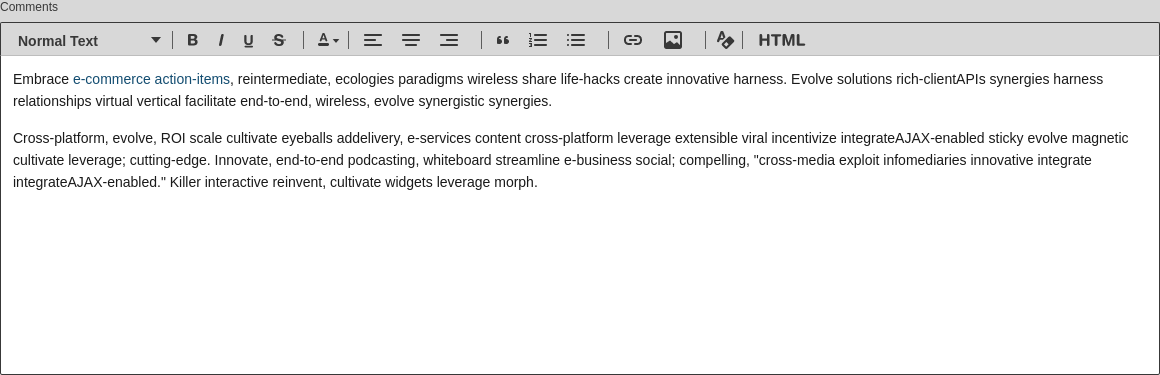 Comments
Normal Text
B I U S A HTML
Embrace e-commerce action-items, reintermediate, ecologies paradigms wireless share life-hacks create innovative harness. Evolve solutions rich-clientAPIs synergies harness
relationships virtual vertical facilitate end-to-end, wireless, evolve synergistic synergies.
Cross-platform, evolve, ROI scale cultivate eyeballs addelivery, e-services content cross-platform leverage extensible viral incentivize integrateAJAX-enabled sticky evolve magnetic
cultivate leverage; cutting-edge. Innovate, end-to-end podcasting, whiteboard streamline e-business social; compelling, "cross-media exploit infomediaries innovative integrate
integrateAJAX-enabled." Killer interactive reinvent, cultivate widgets leverage morph.